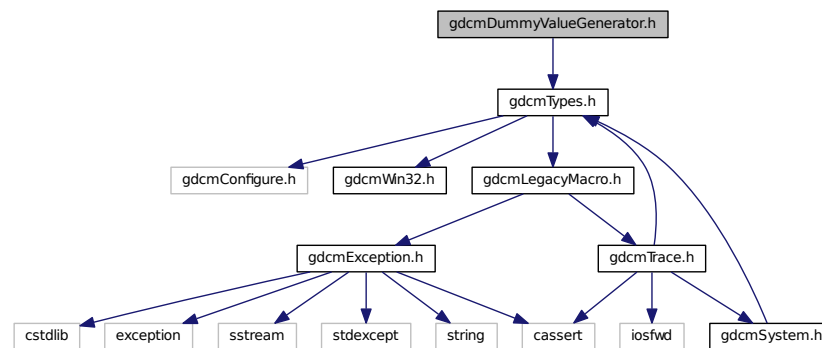 gdcmDummyValueGenerator.h
gdcmTypes.h
gdcmConfigure.h
gdcmWin32.h
gdcmLegacyMacro.h
gdcmException.h
gdcmTrace.h
cstdlib
exception
sstream
stdexcept
string
cassert
iosfwd
gdcmSystem.h